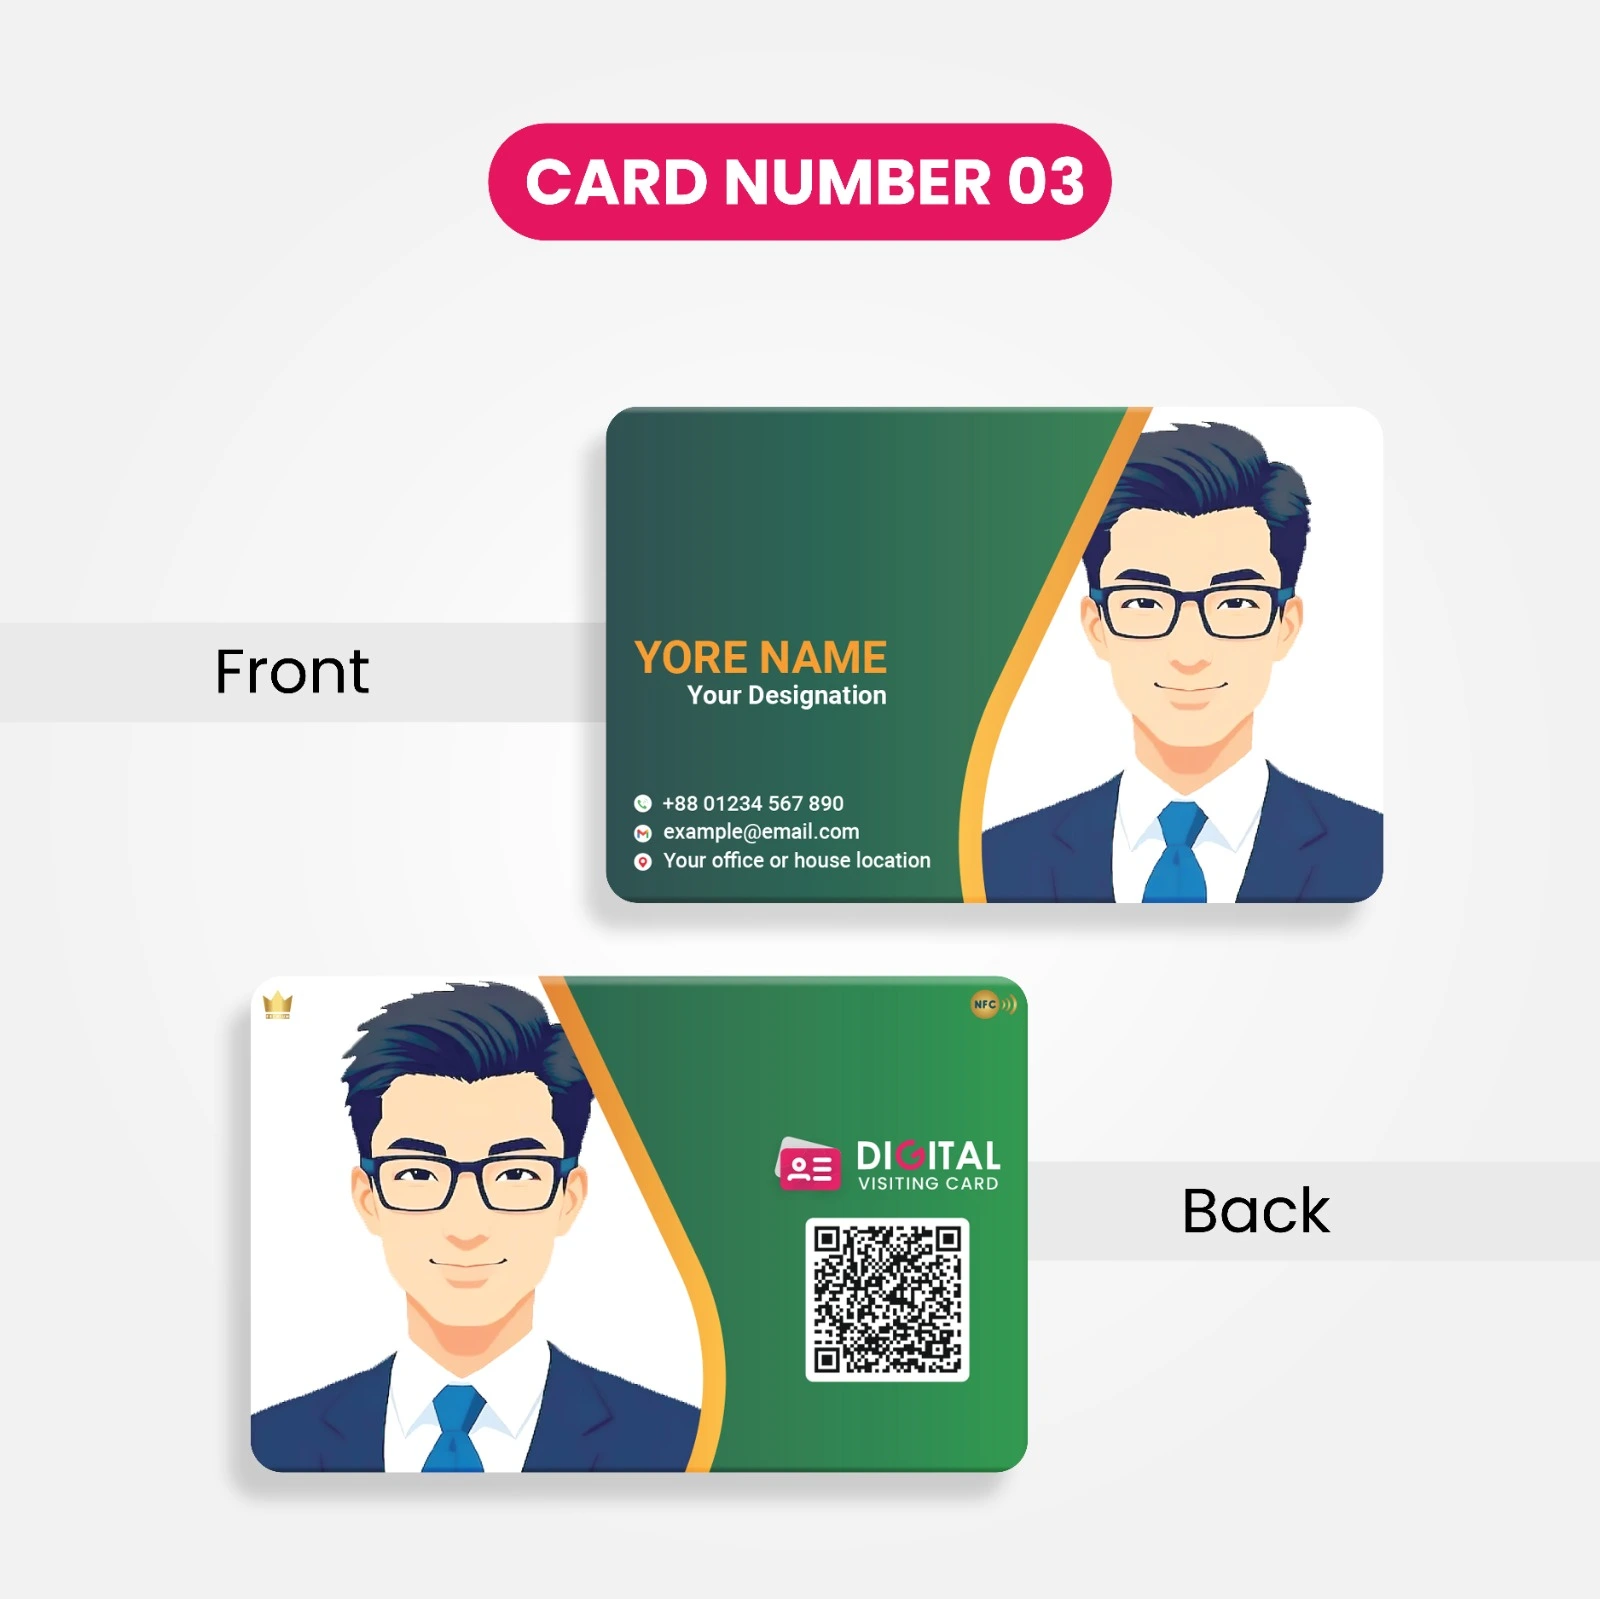 CARD NUMBER 03
Front
YORE NAME
Your Designation
+88 01234 567 890
example@email.com
Your office or house location
NFC
DIGITAL
VISITING CARD
Back